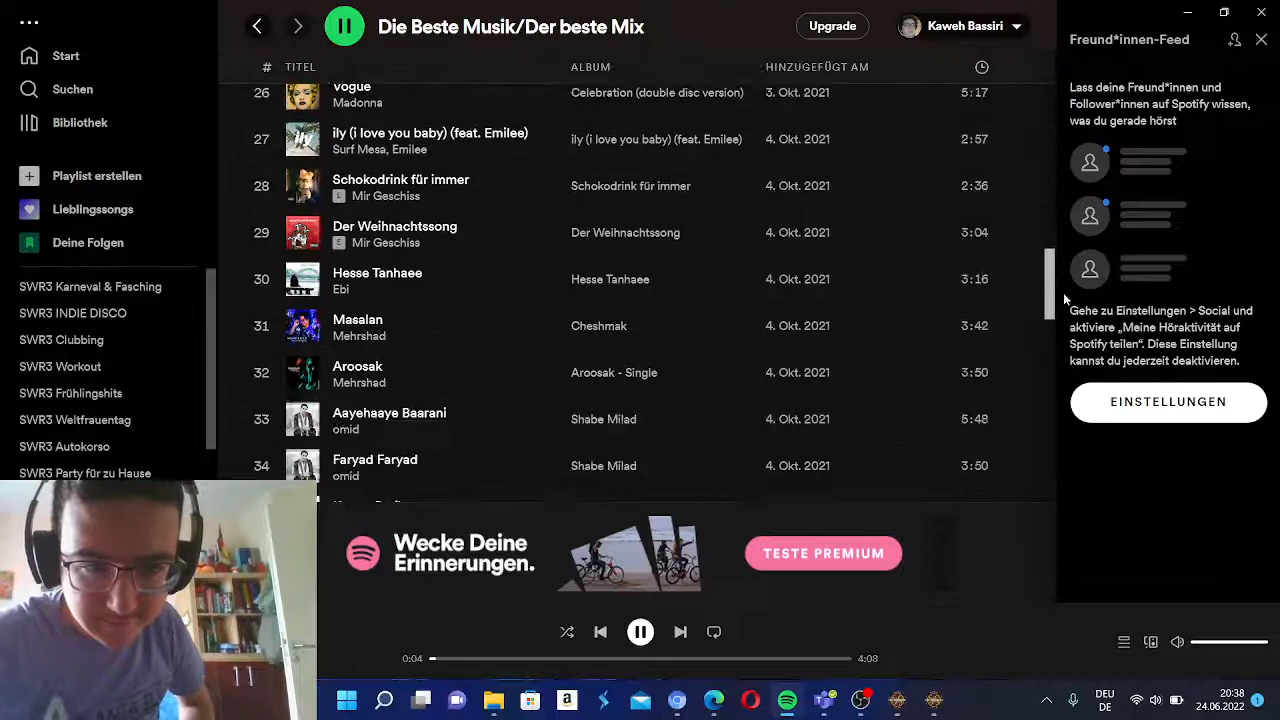 Start
Suchen
Bibliothek
Playlist erstellen
Lieblingssongs
Deine Folgen
SWR3 Karneval & Fasching
SWR3 INDIE DISCO
SWR3 Clubbing
SWR3 Workout
SWR3 Frühlingshits
SWR3 Weltfrauentag
SWR3 Autokorso
SWR3 Party für zu Hause
Die Beste Musik/Der beste Mix
Upgrade
Kaweh Bassiri
# TITEL ALBUM HINZUGEFÜGT AM
26 Vogue Celebration (double disc version) 3. Okt. 2021 5:17
Madonna
27 ily (i love you baby) (feat. Emilee) ily (i love you baby) (feat. Emilee) 4. Okt. 2021 2:57
Surf Mesa, Emilee
28 Schokodrink für immer Schokodrink für immer 4. Okt. 2021 2:36
E Mir Geschiss
29 Der Weihnachtssong Der Weihnachtssong 4. Okt. 2021 3:04
E Mir Geschiss
30 Hesse Tanhaee Hesse Tanhaee 4. Okt. 2021 3:16
Ebi
31 Masalan Cheshmak 4. Okt. 2021 3:42
Mehrshad
32 Aroosak Aroosak - Single 4. Okt. 2021 3:50
Mehrshad
33 Aayehaaye Baarani Shabe Milad 4. Okt. 2021 5:48
omid
34 Faryad Faryad Shabe Milad 4. Okt. 2021 3:50
omid
Freund*innen-Feed
Lass deine Freund*innen und
Follower*innen auf Spotify wissen,
was du gerade hörst
Gehe zu Einstellungen > Social und
aktiviere „Meine Höraktivität auf
Spotify teilen“. Diese Einstellung
kannst du jederzeit deaktivieren.
EINSTELLUNGEN
Wecke Deine
Erinnerungen.
TESTE PREMIUM
0:04 4:08
DEU
DE
20:38
24.06.2022
1